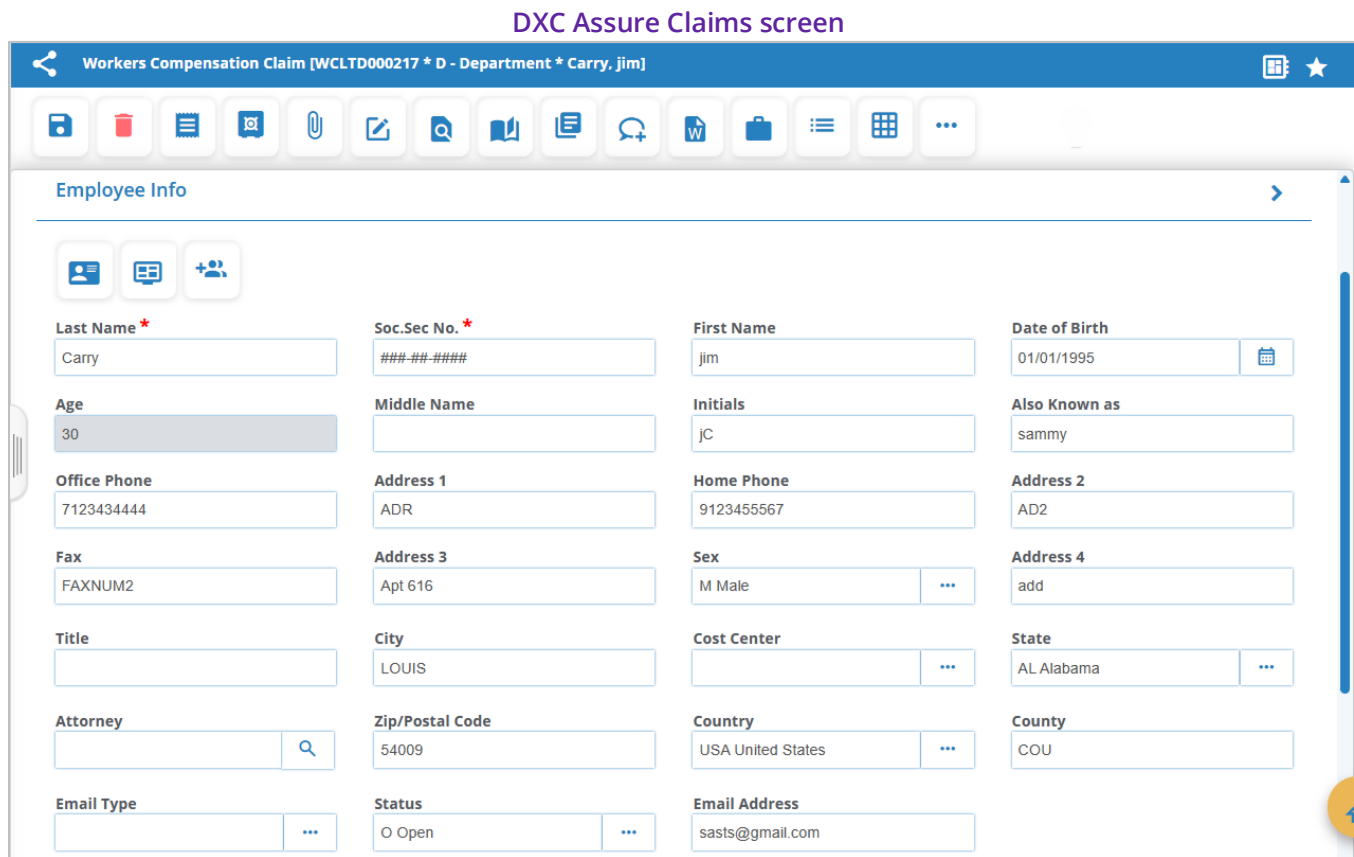 DXC Assure Claims screen
Workers Compensation Claim [WCLTD000217 * D - Department * Carry, jim]
W
Employee Info
Last Name * Soc.Sec No. * First Name Date of Birth
Carry ###-##-#### jim 01/01/1995
Age Middle Name Initials Also Known as
30 jC sammy
Office Phone Address 1 Home Phone Address 2
7123434444 ADR 9123455567 AD2
Fax Address 3 Sex Address 4
FAXNUM2 Apt 616 M Male ... add
Title City Cost Center State
LOUIS ... AL Alabama ...
Attorney Zip/Postal Code Country County
54009 USA United States ... COU
Email Type Status Email Address
... O Open ... sasts@gmail.com